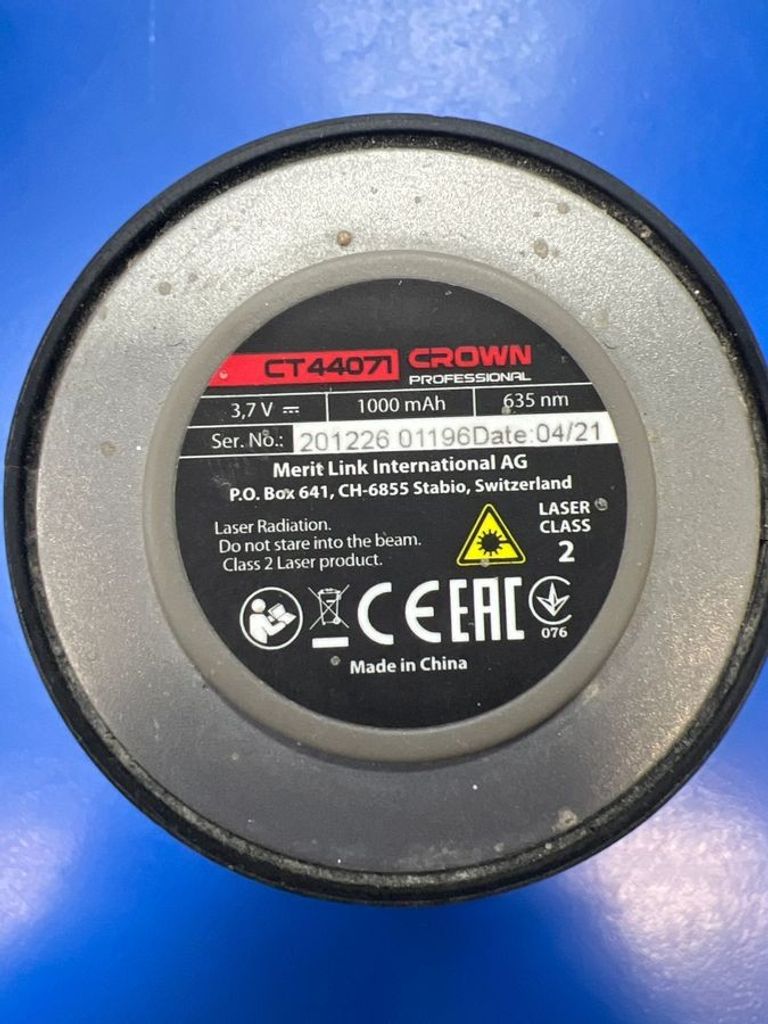 CT44071 CROWN
PROFESSIONAL
3,7 V ⎓ 1000 mAh 635 nm
Ser. No.: 201226 01196Date:04/21
Merit Link International AG
P.O. Box 641, CH-6855 Stabio, Switzerland
Laser Radiation.
Do not stare into the beam.
Class 2 Laser product.
LASER
CLASS
2
CE EAC
076
Made in China